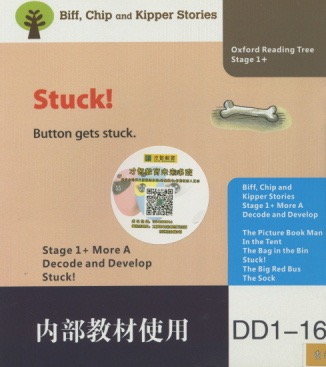 Biff, Chip and Kipper Stories
Oxford Reading Tree
Stage 1+
Stuck!
Button gets stuck.
Biff, Chip and
Kipper Stories
Stage 1+ More A
Decode and Develop
The Picture Book Man
In the Tent
The Bag in the Bin
Stuck!
The Big Red Bus
The Sock
Stage 1+ More A
Decode and Develop
Stuck!
内部教材使用
DD1-16